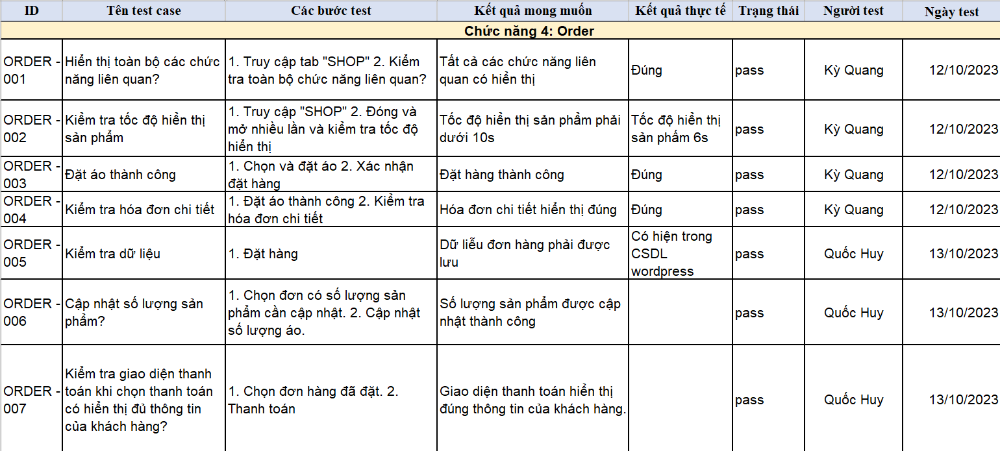 ID Tên test case Các bước test Kết quả mong muốn Kết quả thực tế Trạng thái Người test Ngày test
Chức năng 4: Order
ORDER -
001
Hiển thị toàn bộ các chức
năng liên quan?
1. Truy cập tab "SHOP" 2. Kiểm
tra toàn bộ chức năng liên quan?
Tất cả các chức năng liên
quan có hiển thị
Đúng
pass
Kỳ Quang
12/10/2023
ORDER -
002
Kiểm tra tốc độ hiển thị
sản phẩm
1. Truy cập "SHOP" 2. Đóng và
mở nhiều lần và kiểm tra tốc độ
hiển thị
Tốc độ hiển thị sản phẩm phải
dưới 10s
Tốc độ hiển thị
sản phấm 6s
pass
Kỳ Quang
12/10/2023
ORDER -
003
Đặt áo thành công
1. Chọn và đặt áo 2. Xác nhận
đặt hàng
Đặt hàng thành công
Đúng
pass
Kỳ Quang
12/10/2023
ORDER -
004
Kiểm tra hóa đơn chi tiết
1. Đặt áo thành công 2. Kiểm tra
hóa đơn chi tiết
Hóa đơn chi tiết hiển thị đúng
Đúng
pass
Kỳ Quang
12/10/2023
ORDER -
005
Kiểm tra dữ liệu
1. Đặt hàng
Dữ liễu đơn hàng phải được
lưu
Có hiện trong
CSDL
wordpress
pass
Quốc Huy
13/10/2023
ORDER -
006
Cập nhật số lượng sản
phẩm?
1. Chọn đơn có số lượng sản
phẩm cần cập nhật. 2. Cập nhật
số lượng áo.
Số lượng sản phẩm được cập
nhật thành công
pass
Quốc Huy
13/10/2023
ORDER -
007
Kiểm tra giao diện thanh
toán khi chọn thanh toán
có hiển thị đủ thông tin
của khách hàng?
1. Chọn đơn hàng đã đặt. 2.
Thanh toán
Giao diện thanh toán hiển thị
đúng thông tin của khách hàng.
pass
Quốc Huy
13/10/2023